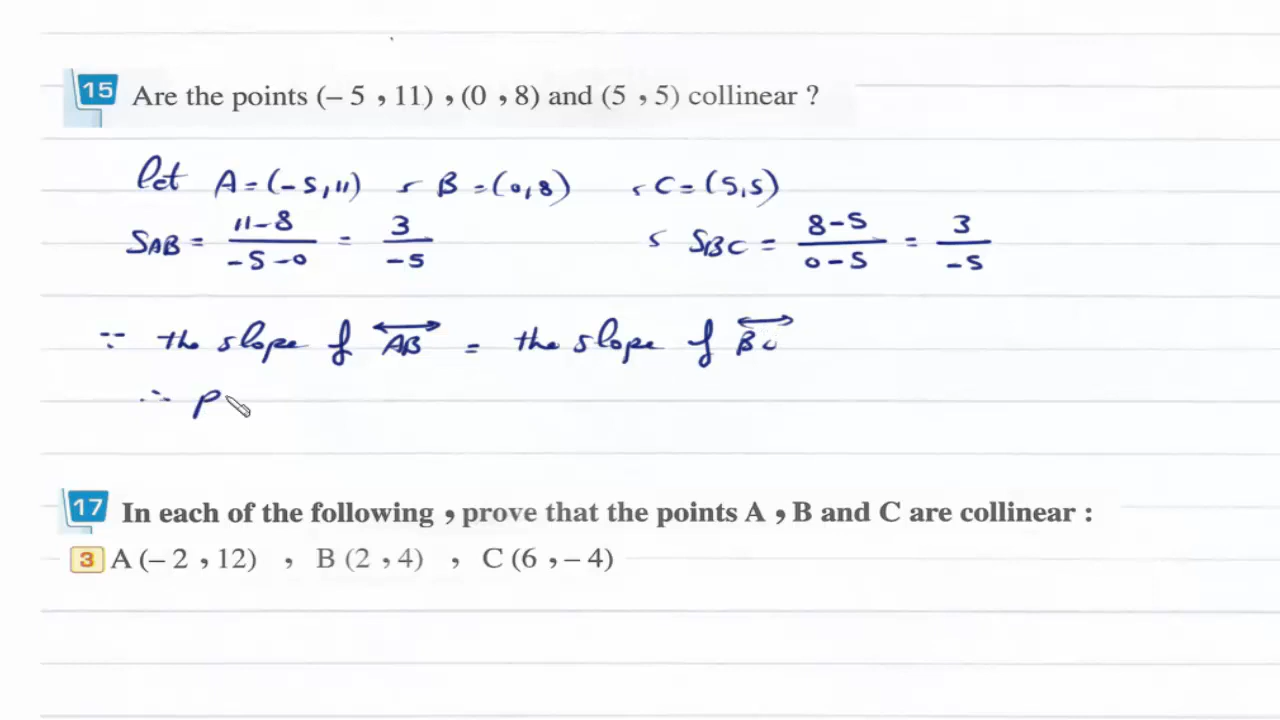 15 Are the points (– 5 , 11) , (0 , 8) and (5 , 5) collinear ?
let A = (-5, 11) , B = (0, 8) , C = (5, 5)
SAB = 11-8 / -5-0 = 3 / -5 , SBC = 8-5 / 0-5 = 3 / -5
∵ the slope of AB = the slope of BC
∴ P
17 In each of the following , prove that the points A , B and C are collinear :
3 A (– 2 , 12) , B (2 , 4) , C (6 , – 4)